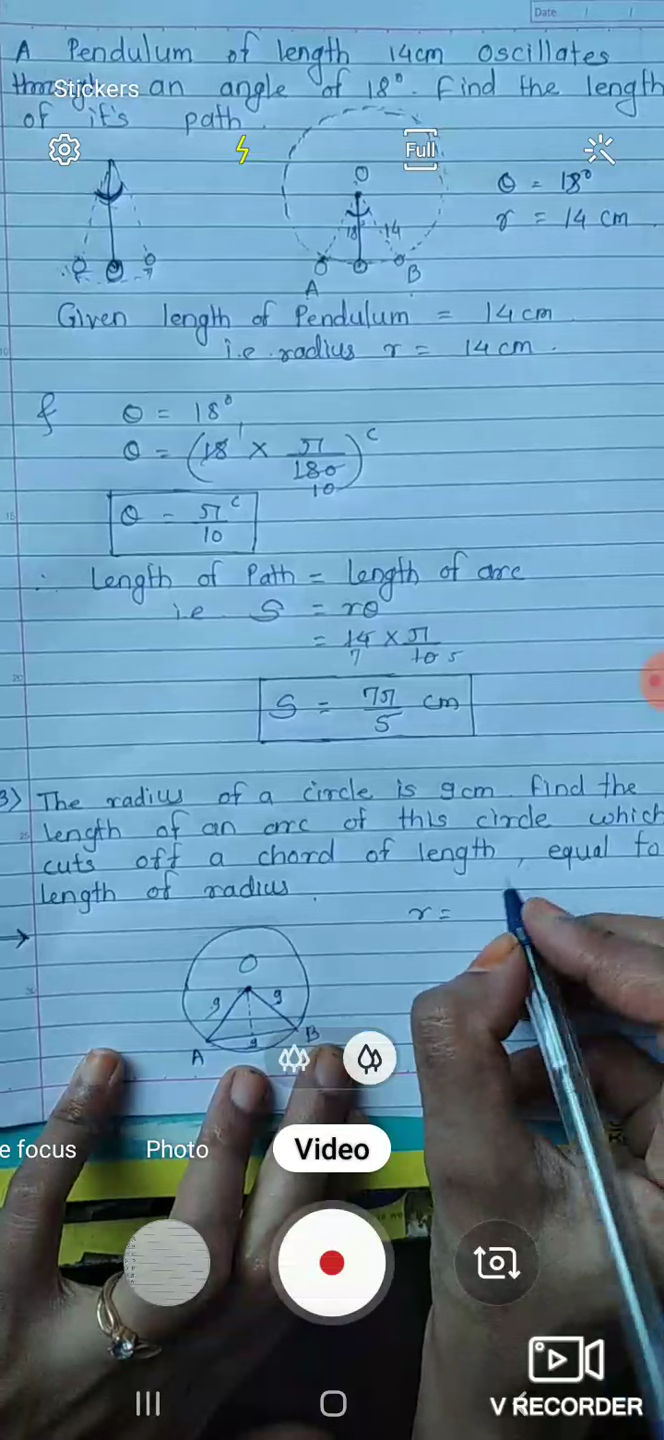 Date / /
A Pendulum of length 14cm oscillates
through an angle of 18°. Find the length
Stickers
of it's path.
Full
O
θ = 18°
18 14
r = 14 cm
A B
Given length of Pendulum = 14cm
i.e. radius r = 14cm.
& θ = 18°
θ = (18 × π/180)ᶜ
1
10
θ = πᶜ/10
∴ Length of Path = length of arc
i.e S = rθ
= 14 × π/10
7 5
S = 7π/5 cm
3) The radius of a circle is 9cm. Find the
length of an arc of this circle which
cuts off a chord of length, equal to
length of radius.
r =
→
O
9 9
A 9 B
e focus Photo Video
V RECORDER